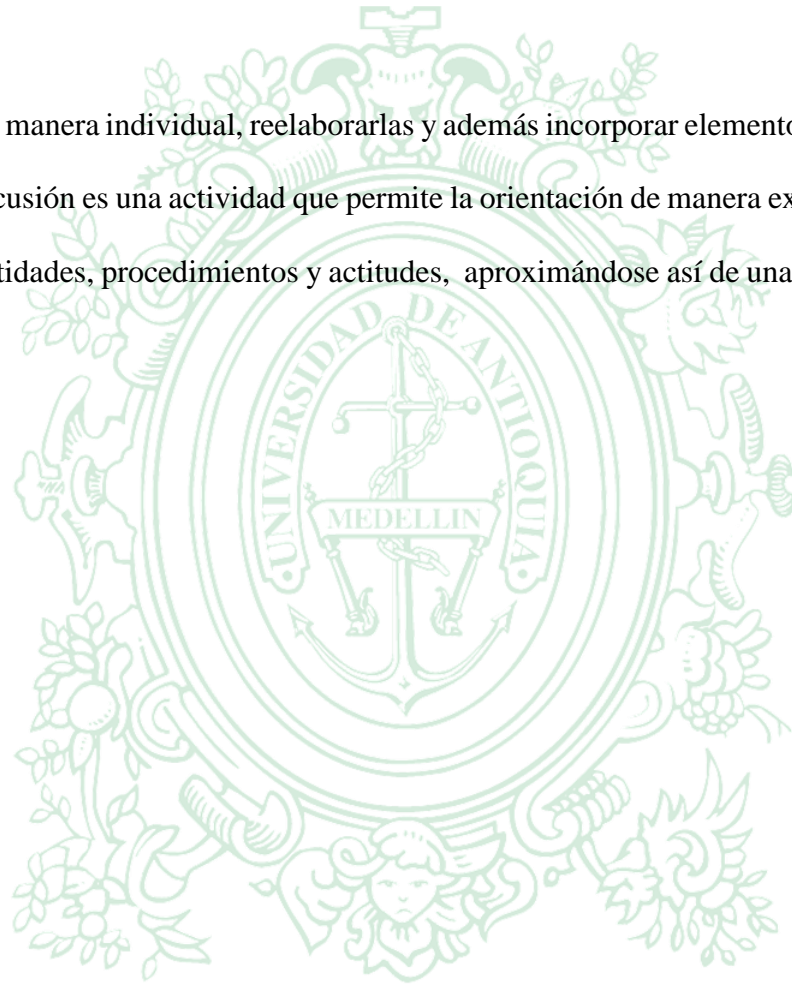 manera individual, reelaborarlas y además incorporar elemento
cusión es una actividad que permite la orientación de manera ex
tidades, procedimientos y actitudes, aproximándose así de una
UNIVERSIDAD DE ANTIOQUIA
MEDELLIN